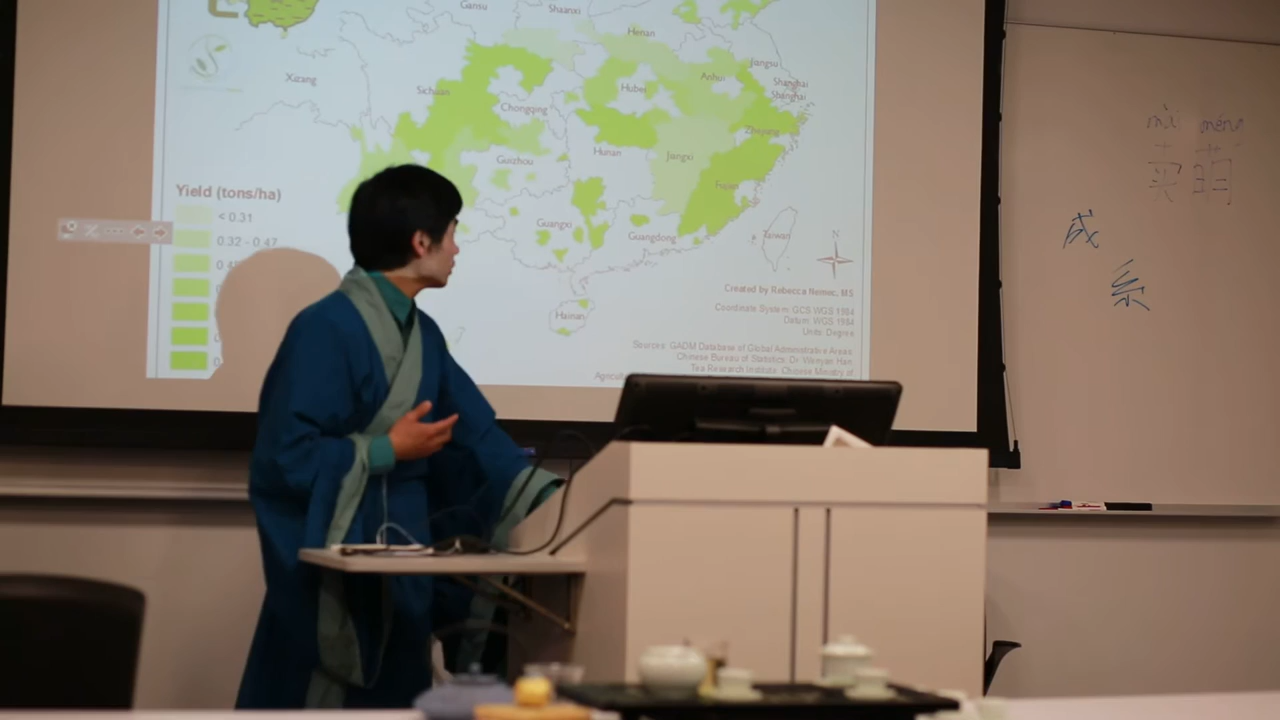 Gansu
Shaanxi
Henan
Jiangsu
Xizang
Sichuan
Hubei
Anhui
Shanghai
Shanghai
Chongqing
Zhejiang
Guizhou
Hunan
Jiangxi
Fujian
Yield (tons/ha)
< 0.31
0.32 - 0.47
Guangxi
Guangdong
Taiwan
N
Hainan
Created by Rebecca Nemec, MS
Coordinate System: GCS WGS 1984
Datum: WGS 1984
Units: Degree
Sources: GADM Database of Global Administrative Areas
Chinese Bureau of Statistics, Dr. Wenyan Han,
Tea Research Institute, Chinese Ministry of
mài méng
卖 萌
成
系